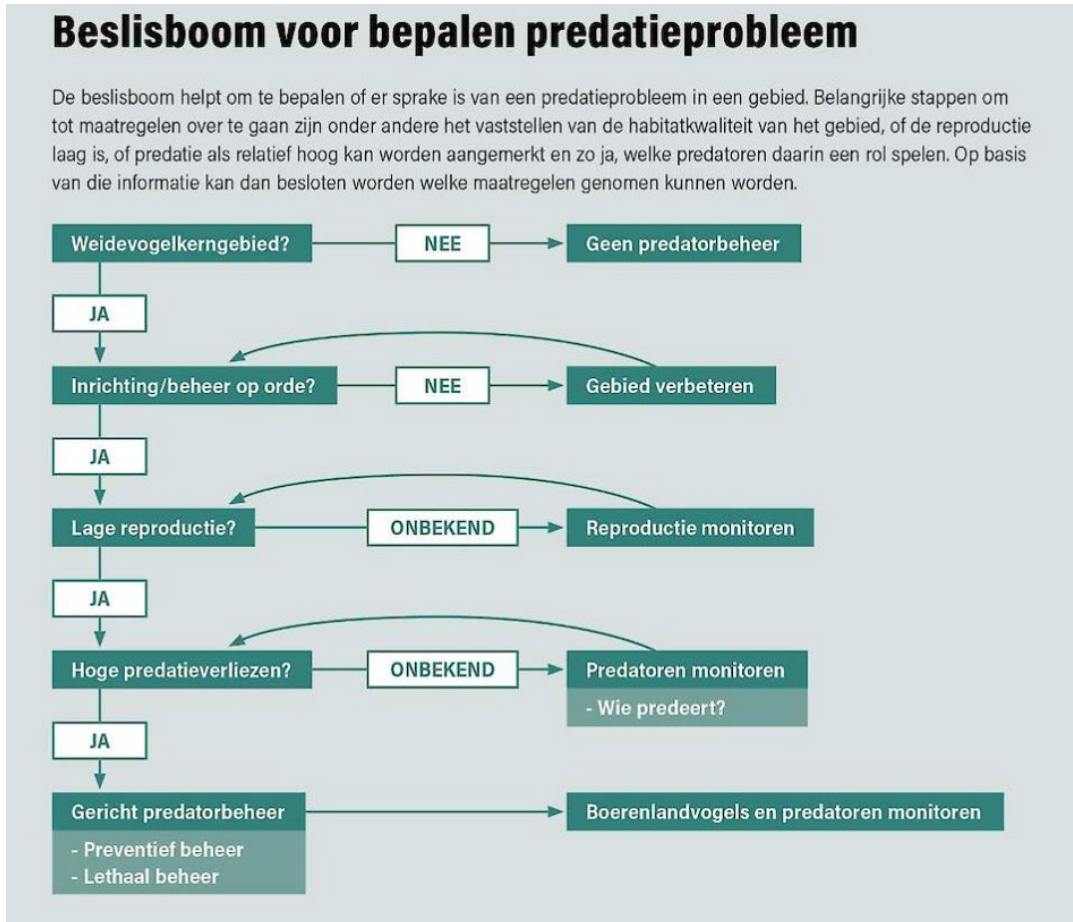 Beslisboom voor bepalen predatieprobleem
De beslisboom helpt om te bepalen of er sprake is van een predatieprobleem in een gebied. Belangrijke stappen om
tot maatregelen over te gaan zijn onder andere het vaststellen van de habitatkwaliteit van het gebied, of de reproductie
laag is, of predatie als relatief hoog kan worden aangemerkt en zo ja, welke predatoren daarin een rol spelen. Op basis
van die informatie kan dan besloten worden welke maatregelen genomen kunnen worden.
Weidevogelkerngebied?
NEE
Geen predatorbeheer
JA
Inrichting/beheer op orde?
NEE
Gebied verbeteren
JA
Lage reproductie?
ONBEKEND
Reproductie monitoren
JA
Hoge predatieverliezen?
ONBEKEND
Predatoren monitoren
- Wie predeert?
JA
Gericht predatorbeheer
- Preventief beheer
- Lethaal beheer
Boerenlandvogels en predatoren monitoren